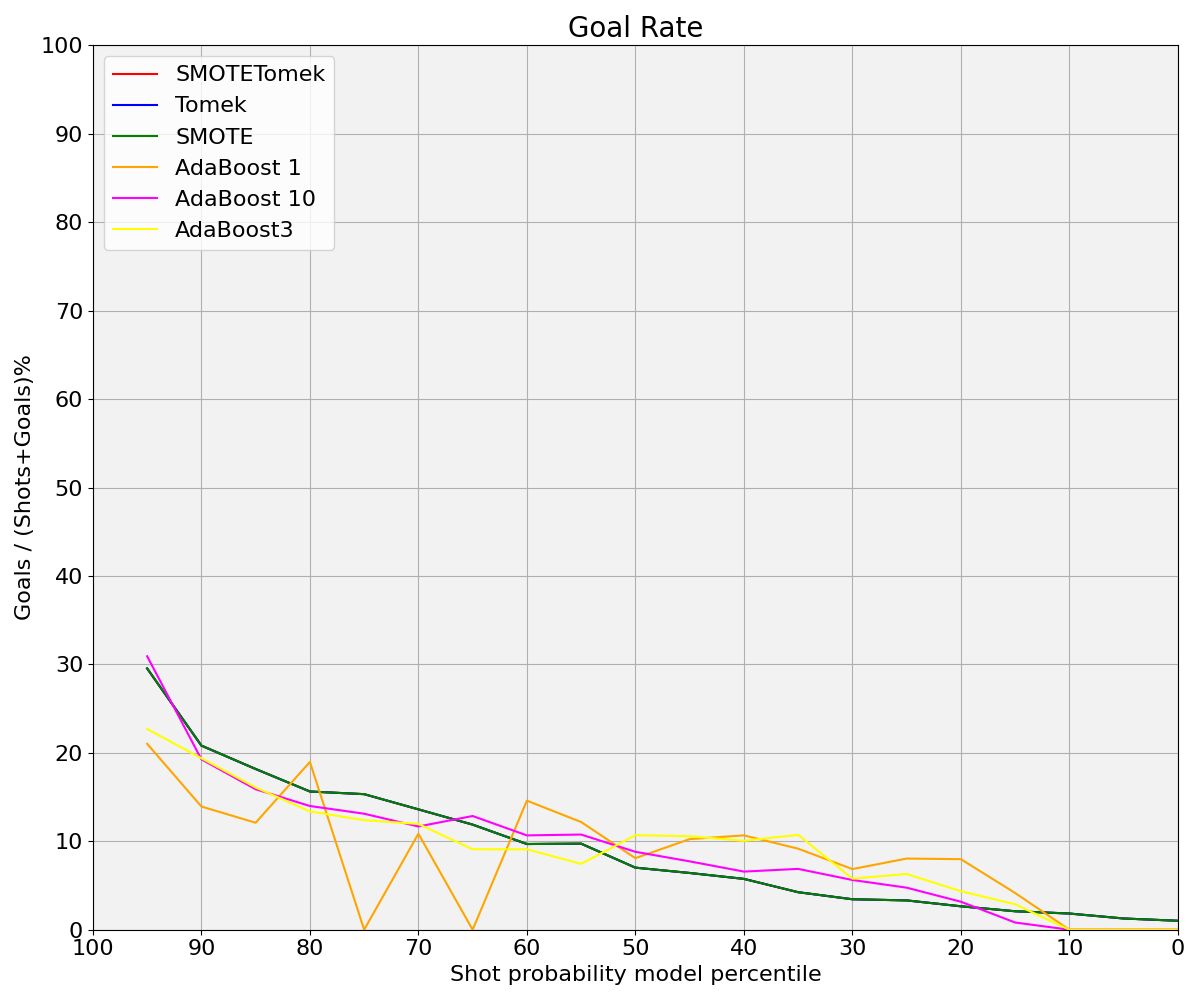 Goal Rate
100
90
80
70
60
50
40
30
20
10
0
Goals / (Shots+Goals)%
SMOTETomek
Tomek
SMOTE
AdaBoost 1
AdaBoost 10
AdaBoost3
100 90 80 70 60 50 40 30 20 10 0
Shot probability model percentile